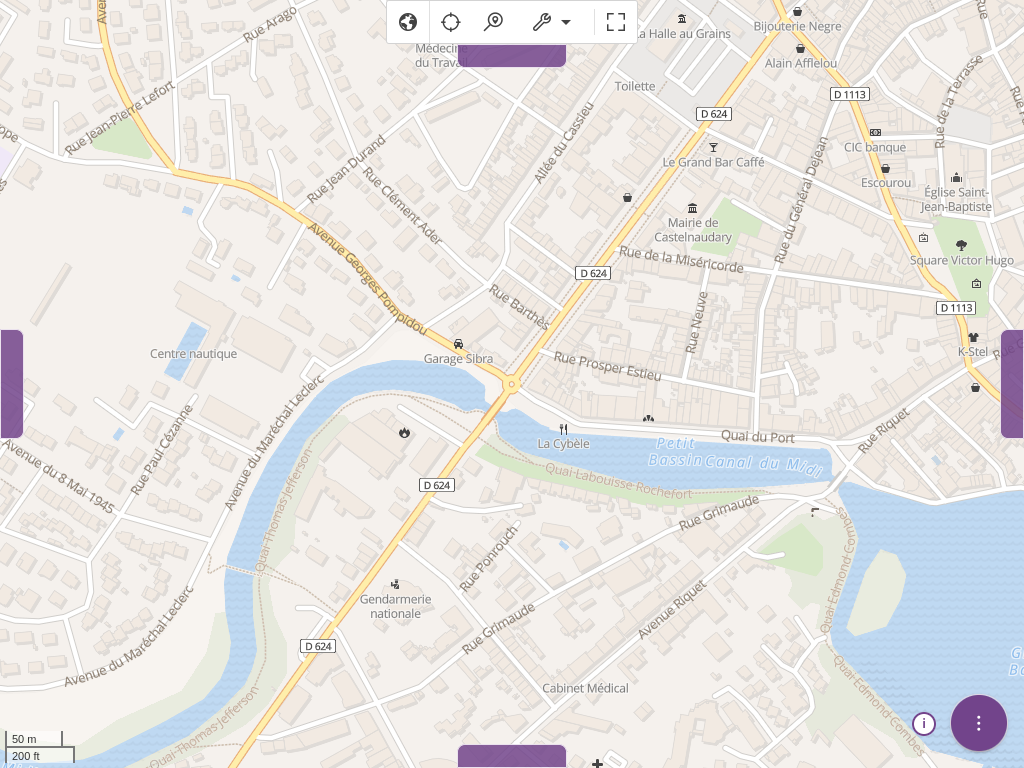 La Halle au Grains
Bijouterie Negre
Médecine
du Travail
Alain Afflelou
Rue Arago
Toilette
Rue de la Terrasse
Rue Jean-Pierre Lefort
D 624
D 1113
Allée du Cassieu
CIC banque
Le Grand Bar Caffé
Escourou
Rue Jean Durand
Rue Clément Ader
Rue du Général Dejean
Église Saint-
Jean-Baptiste
Mairie de
Castelnaudary
Avenue Georges Pompidou
Rue de la Miséricorde
Square Victor Hugo
D 624
Rue Barthès
D 1113
Rue Neuve
Centre nautique
Garage Sibra
K-Stel
Rue Prosper Estieu
Avenue du Maréchal Leclerc
Rue Paul Cézanne
La Cybèle
Quai du Port
Rue Riquet
Petit
Bassin
Canal du Midi
Avenue du 8 Mai 1945
Quai Thomas-Jefferson
D 624
Quai Labouisse Rochefort
Rue Grimaude
Rue Ponrouch
Quai Edmond Combes
Gendarmerie
nationale
Avenue Riquet
Rue Grimaude
D 624
Avenue du Maréchal Leclerc
Quai Edmond Combes
Cabinet Médical
Quai Thomas-Jefferson
i
50 m
200 ft